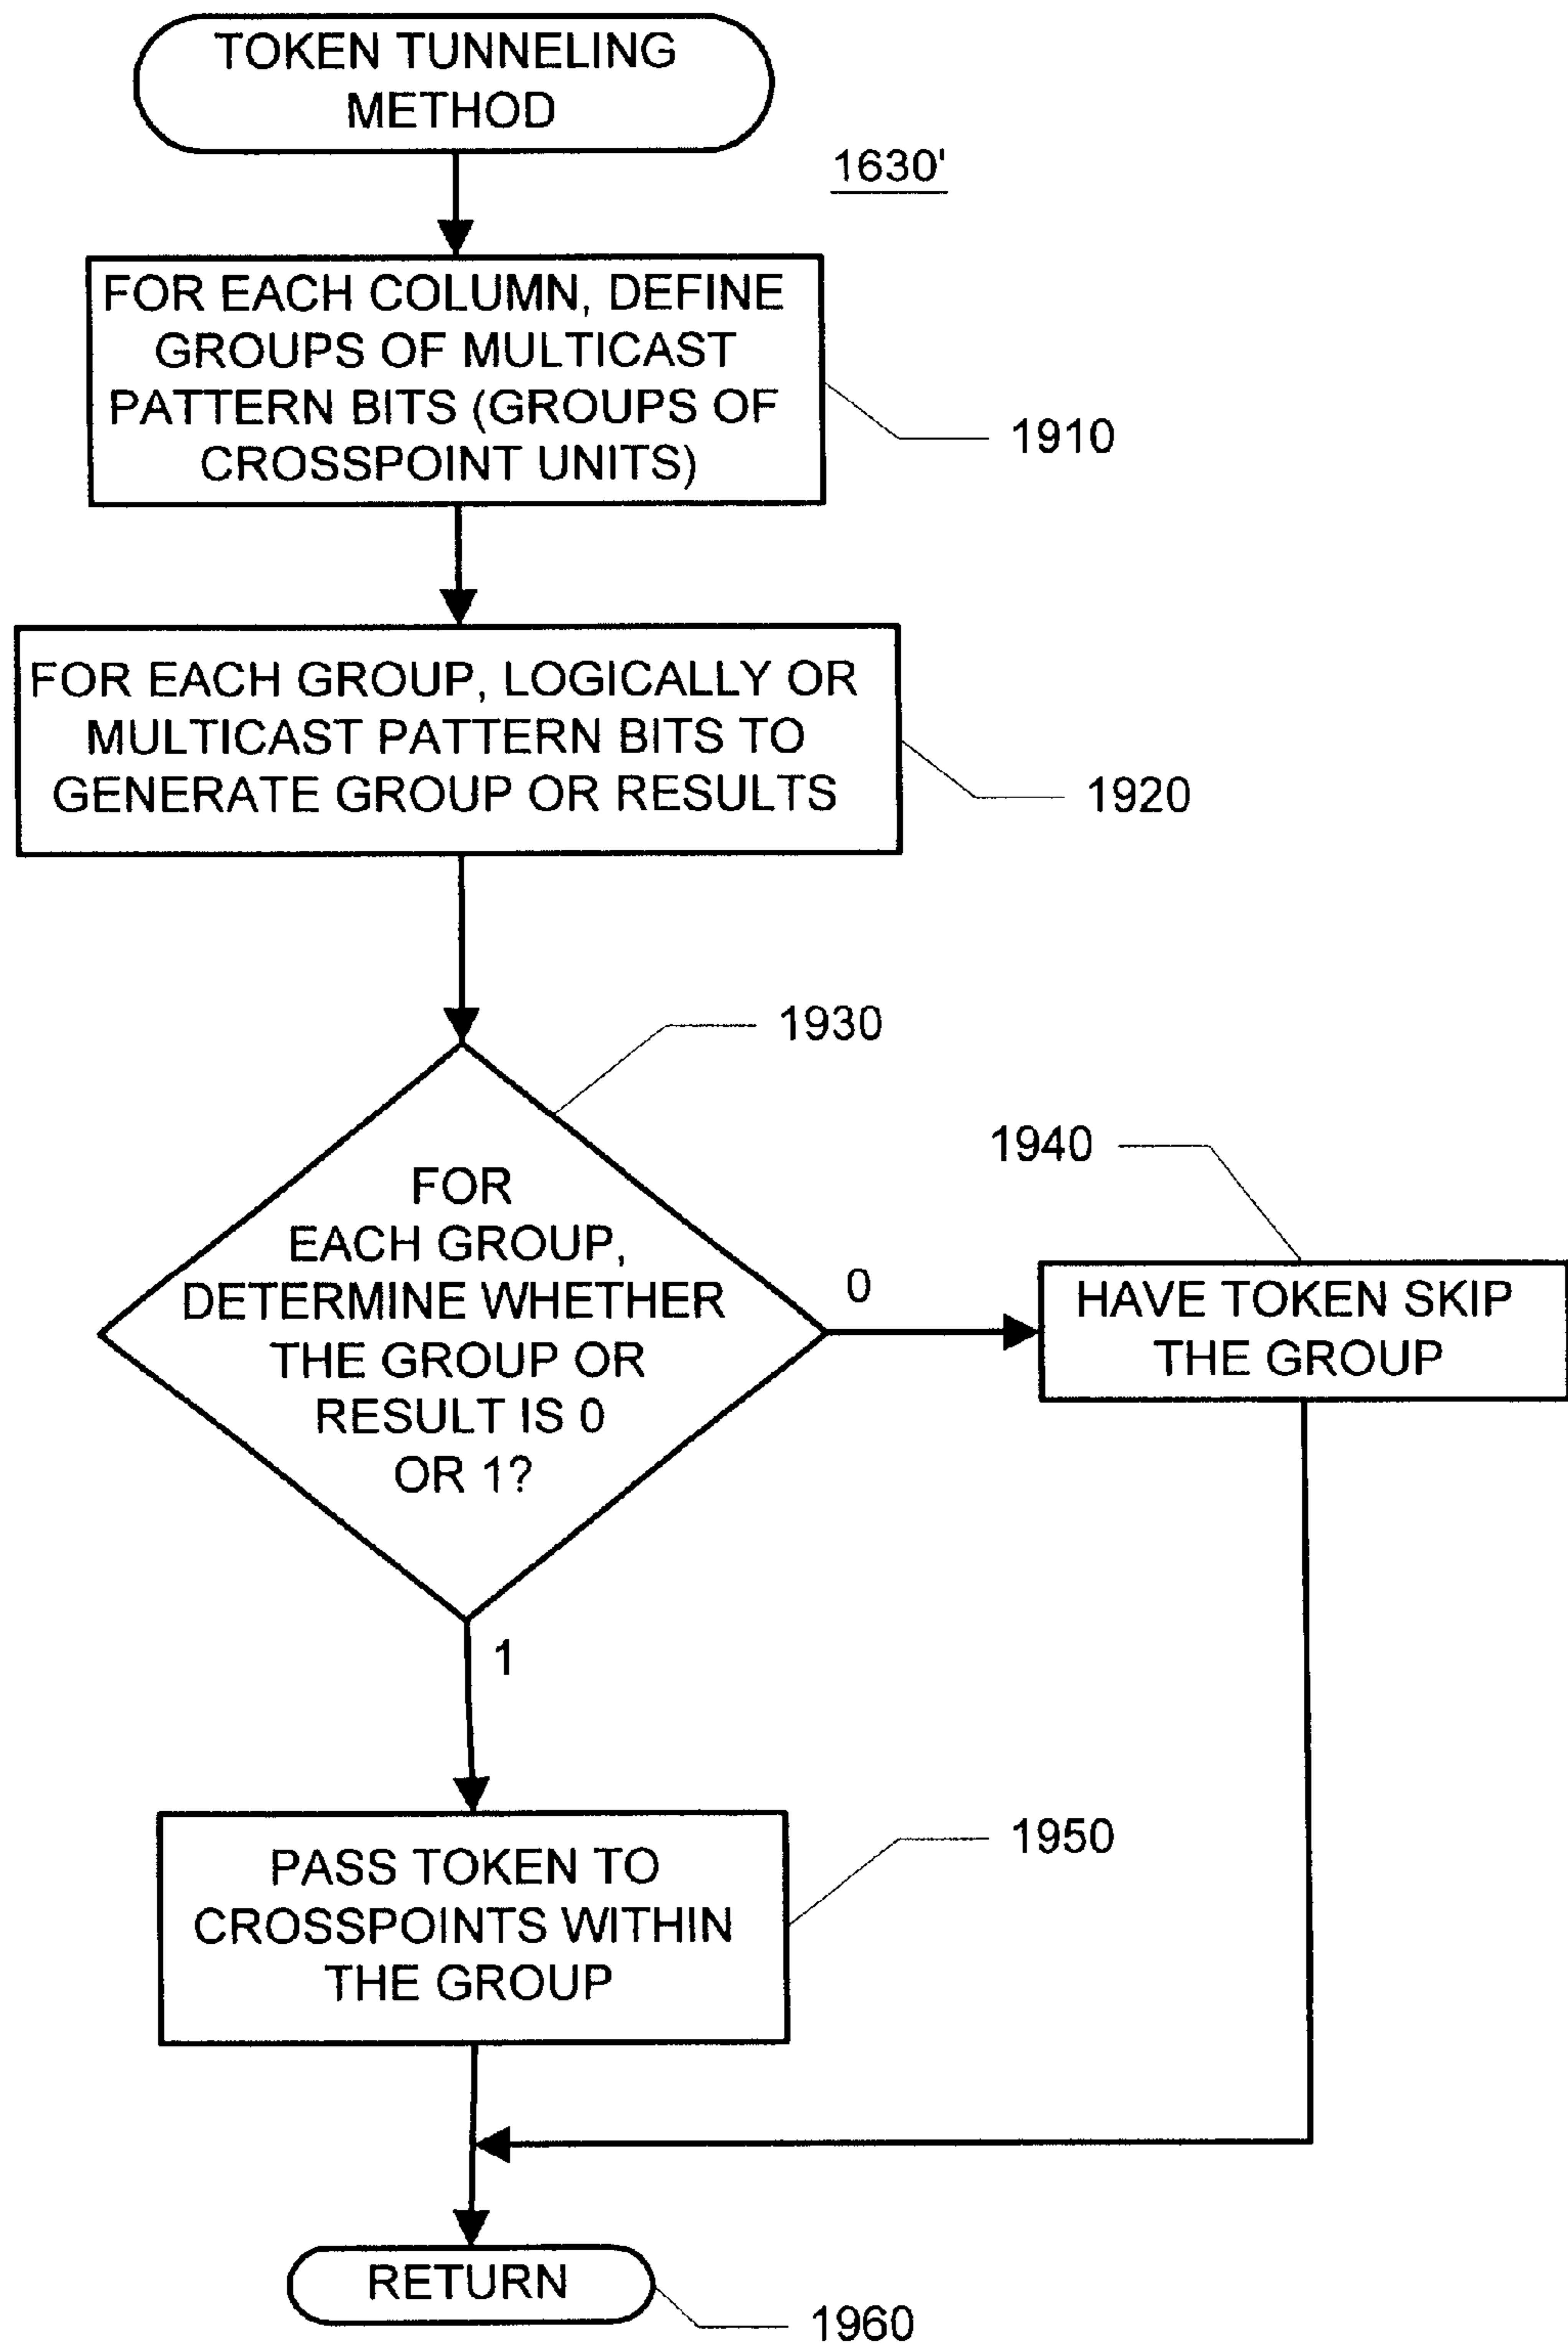 TOKEN TUNNELING
METHOD
1630'
FOR EACH COLUMN, DEFINE
GROUPS OF MULTICAST
PATTERN BITS (GROUPS OF
CROSSPOINT UNITS)
1910
FOR EACH GROUP, LOGICALLY OR
MULTICAST PATTERN BITS TO
GENERATE GROUP OR RESULTS
1920
1930
FOR
EACH GROUP,
DETERMINE WHETHER
THE GROUP OR
RESULT IS 0
OR 1?
0
1940
HAVE TOKEN SKIP
THE GROUP
1
PASS TOKEN TO
CROSSPOINTS WITHIN
THE GROUP
1950
RETURN
1960